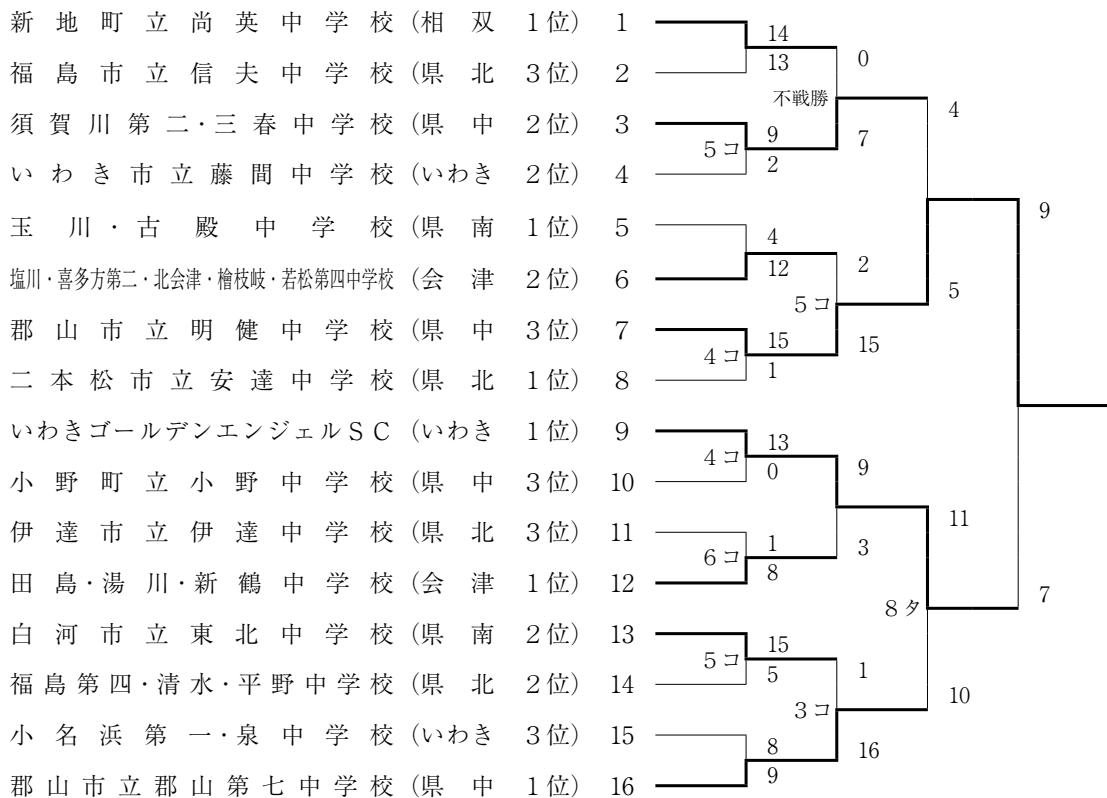 新地町立尚英中学校 (相双 1位) 1
14
13
0
福島市立信夫中学校 (県北 3位) 2
不戦勝
4
須賀川第二・三春中学校 (県中 2位) 3
5コ
9
2
7
いわき市立藤間中学校 (いわき 2位) 4
9
玉川・古殿中学校 (県南 1位) 5
4
12
2
塩川・喜多方第二・北会津・檜枝岐・若松第四中学校 (会津 2位) 6
5コ
5
郡山市立明健中学校 (県中 3位) 7
4コ
15
1
15
二本松市立安達中学校 (県北 1位) 8
いわきゴールデンエンジェルSC (いわき 1位) 9
4コ
13
0
9
小野町立小野中学校 (県中 3位) 10
11
伊達市立伊達中学校 (県北 3位) 11
6コ
1
8
3
田島・湯川・新鶴中学校 (会津 1位) 12
8タ
7
白河市立東北中学校 (県南 2位) 13
5コ
15
5
1
福島第四・清水・平野中学校 (県北 2位) 14
3コ
10
小名浜第一・泉中学校 (いわき 3位) 15
8
9
16
郡山市立郡山第七中学校 (県中 1位) 16